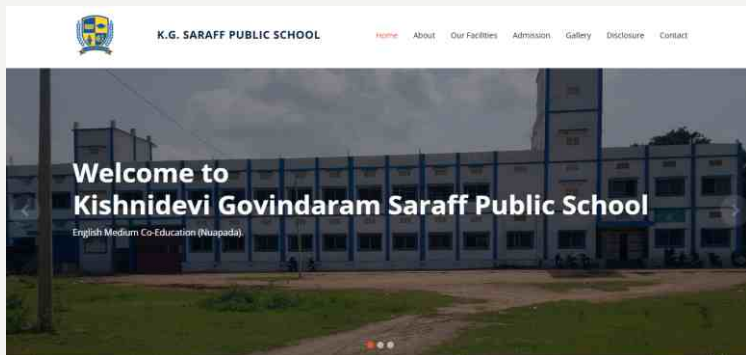 K.G. SARAFF PUBLIC SCHOOL
Home About Our Facilities Admission Gallery Disclosure Contact
Welcome to
Kishnidevi Govindaram Saraff Public School
English Medium Co-Education (Nuapada).